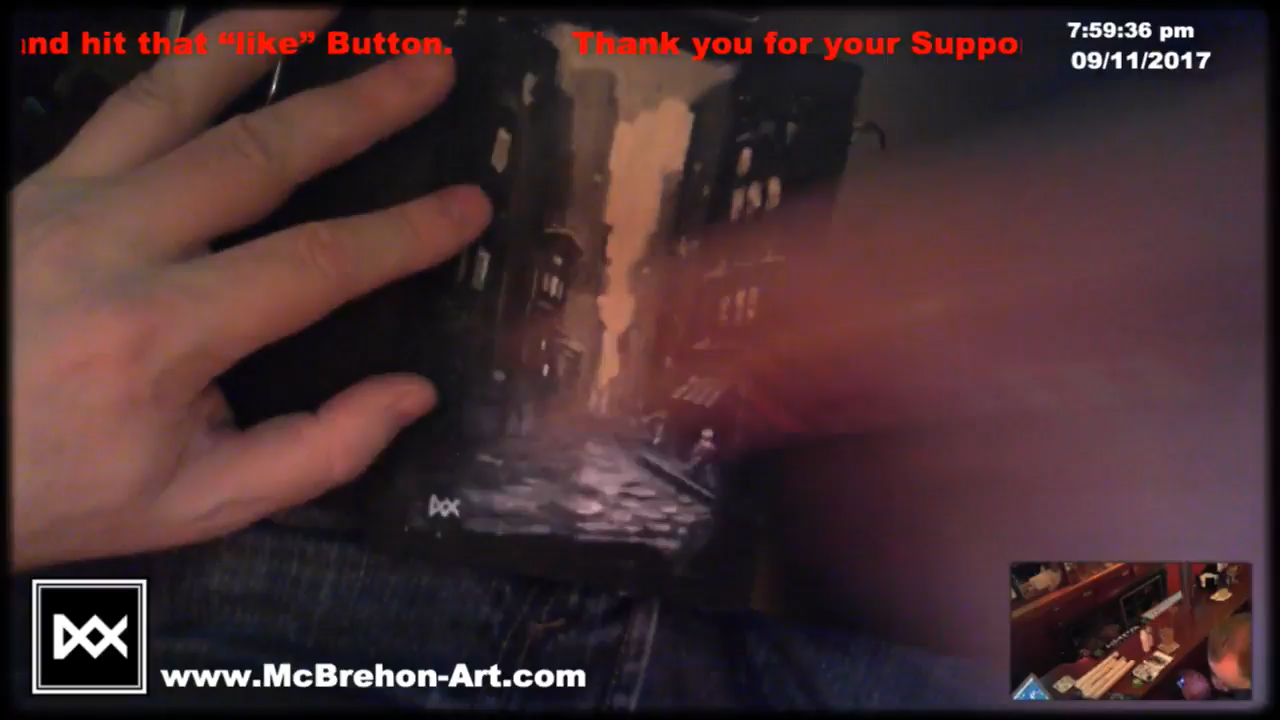 nd hit that “like” Button. Thank you for your Suppo
7:59:36 pm
09/11/2017
www.McBrehon-Art.com